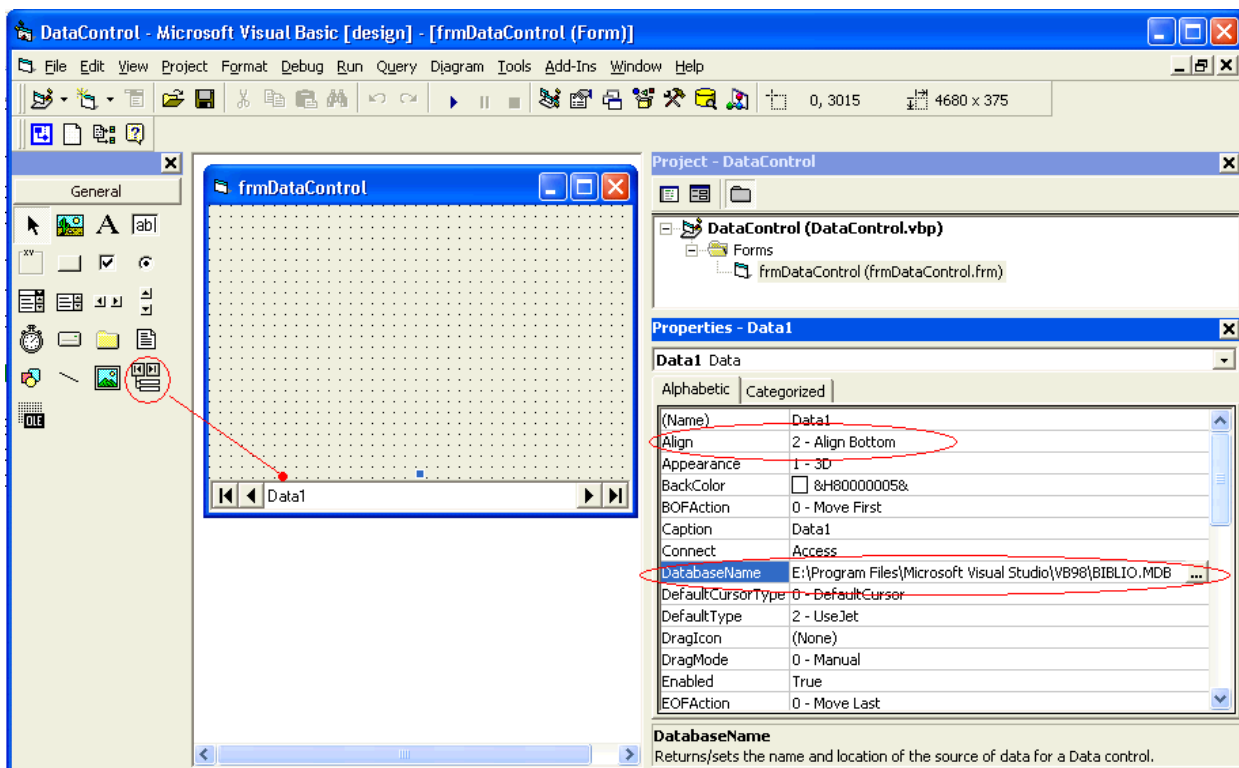 DataControl - Microsoft Visual Basic [design] - [frmDataControl (Form)]
File Edit View Project Format Debug Run Query Diagram Tools Add-Ins Window Help
0, 3015 4680 x 375
General
A ab|
xy
OLE
frmDataControl
Data1
Project - DataControl
DataControl (DataControl.vbp)
Forms
frmDataControl (frmDataControl.frm)
Properties - Data1
Data1 Data
Alphabetic Categorized
(Name) Data1
Align 2 - Align Bottom
Appearance 1 - 3D
BackColor &H80000005&
BOFAction 0 - Move First
Caption Data1
Connect Access
DatabaseName E:\Program Files\Microsoft Visual Studio\VB98\BIBLIO.MDB ...
DefaultCursorType 0 - DefaultCursor
DefaultType 2 - UseJet
DragIcon (None)
DragMode 0 - Manual
Enabled True
EOFAction 0 - Move Last
DatabaseName
Returns/sets the name and location of the source of data for a Data control.